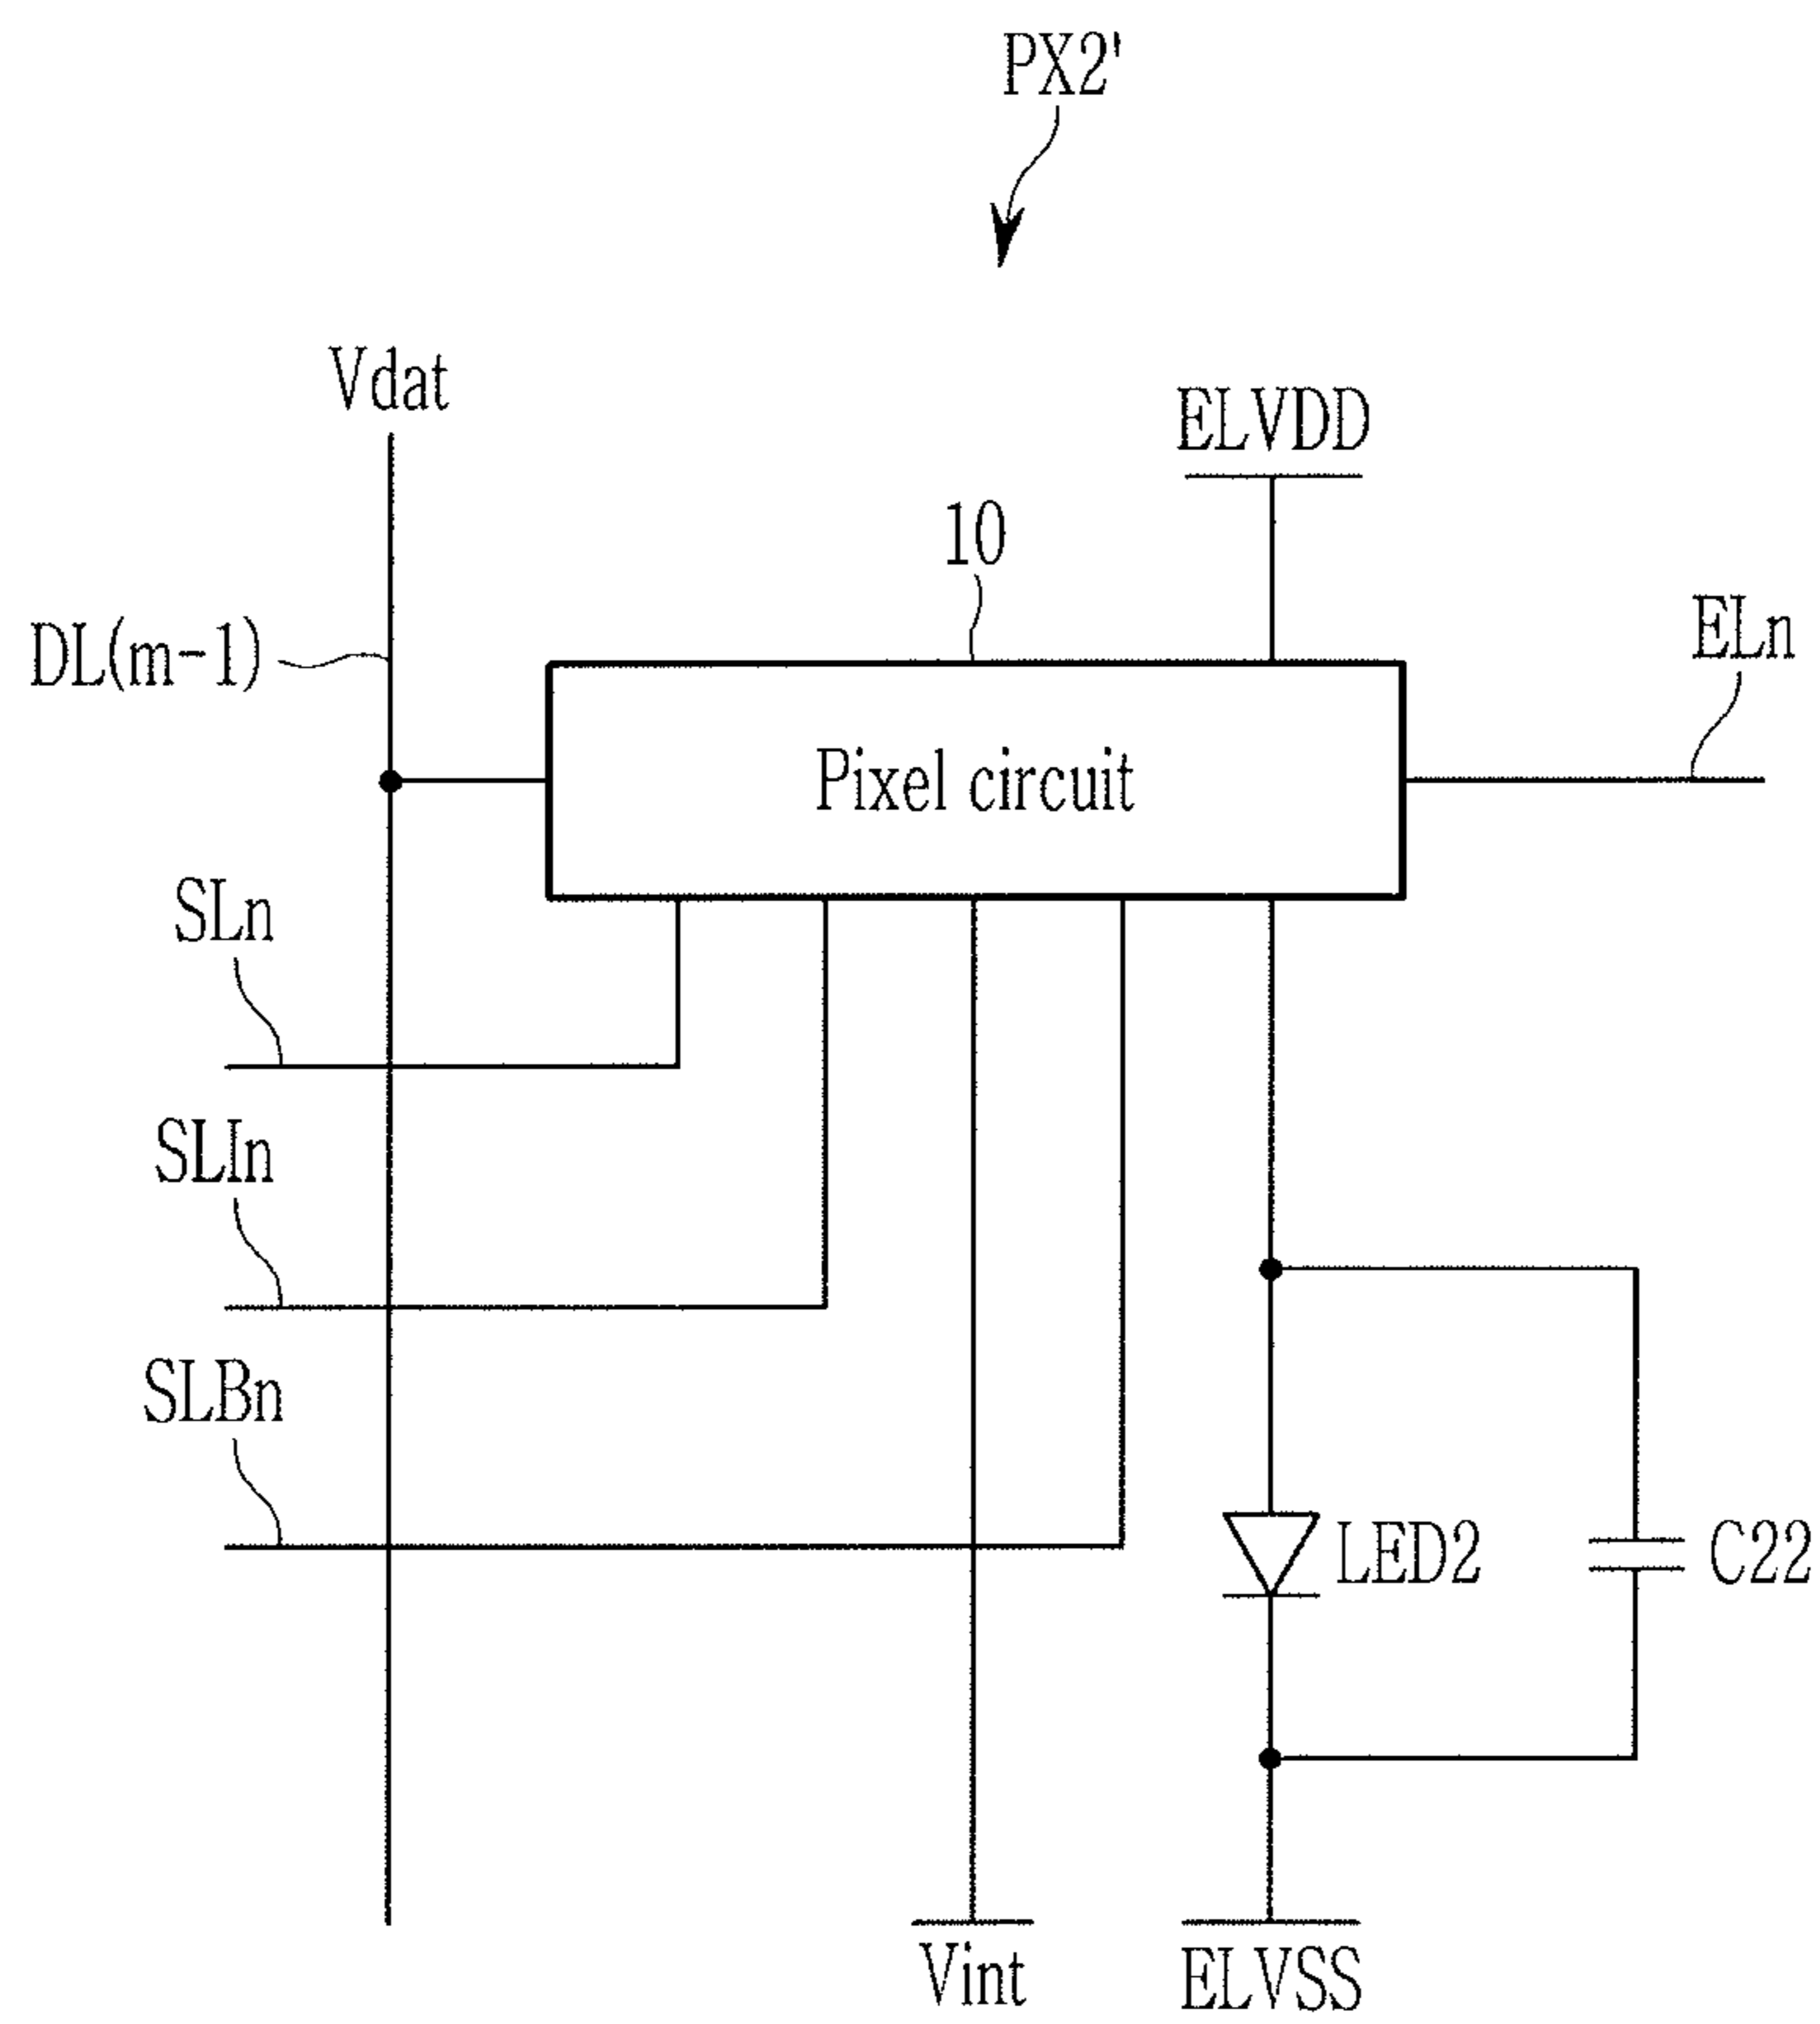 PX2'
Vdat
ELVDD
10
DL(m-1)
ELn
Pixel circuit
SLn
SLIn
SLBn
LED2
C22
Vint
ELVSS